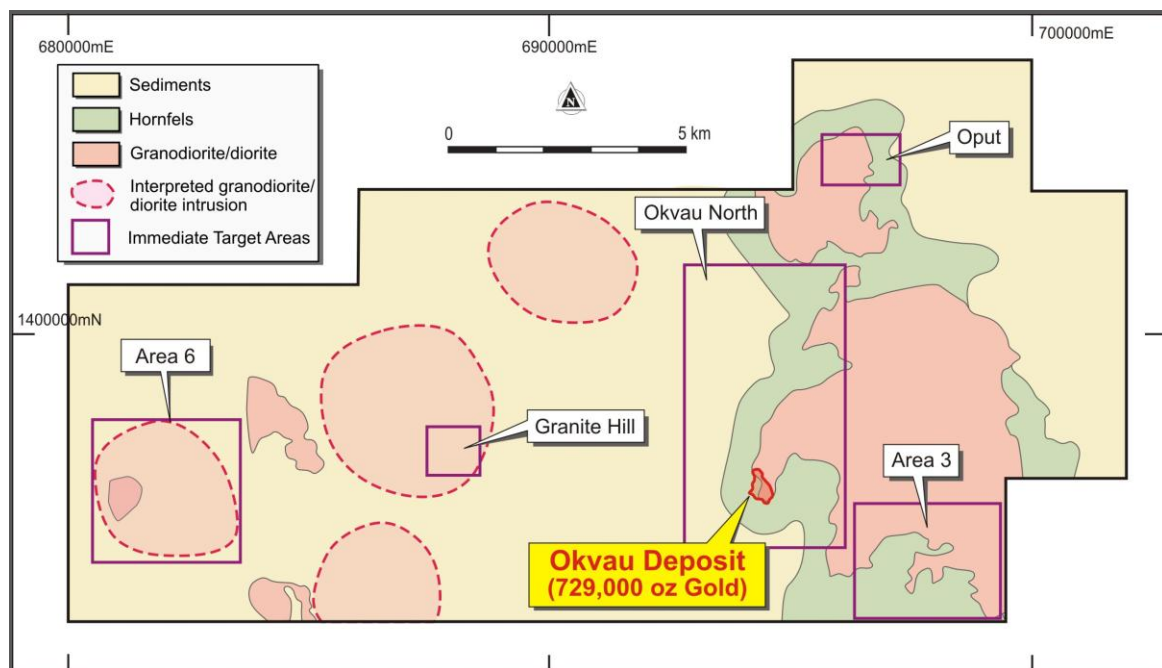 680000mE
690000mE
700000mE
Sediments
Hornfels
Granodiorite/diorite
Interpreted granodiorite/
diorite intrusion
Immediate Target Areas
N
0
5 km
Oput
Okvau North
1400000mN
Area 6
Granite Hill
Area 3
Okvau Deposit
(729,000 oz Gold)